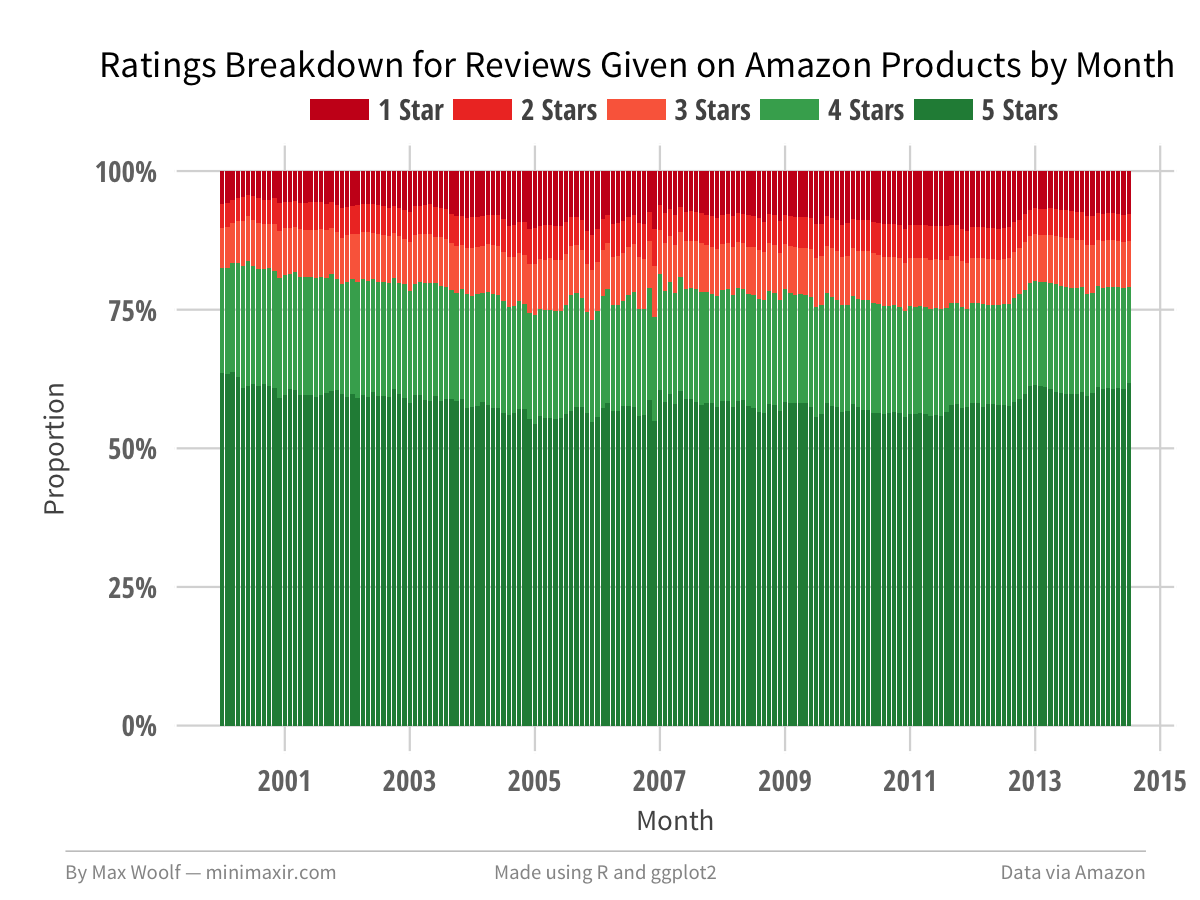 Ratings Breakdown for Reviews Given on Amazon Products by Month
1 Star 2 Stars 3 Stars 4 Stars 5 Stars
100%
75%
50%
25%
0%
Proportion
2001 2003 2005 2007 2009 2011 2013 2015
Month
By Max Woolf — minimaxir.com Made using R and ggplot2 Data via Amazon